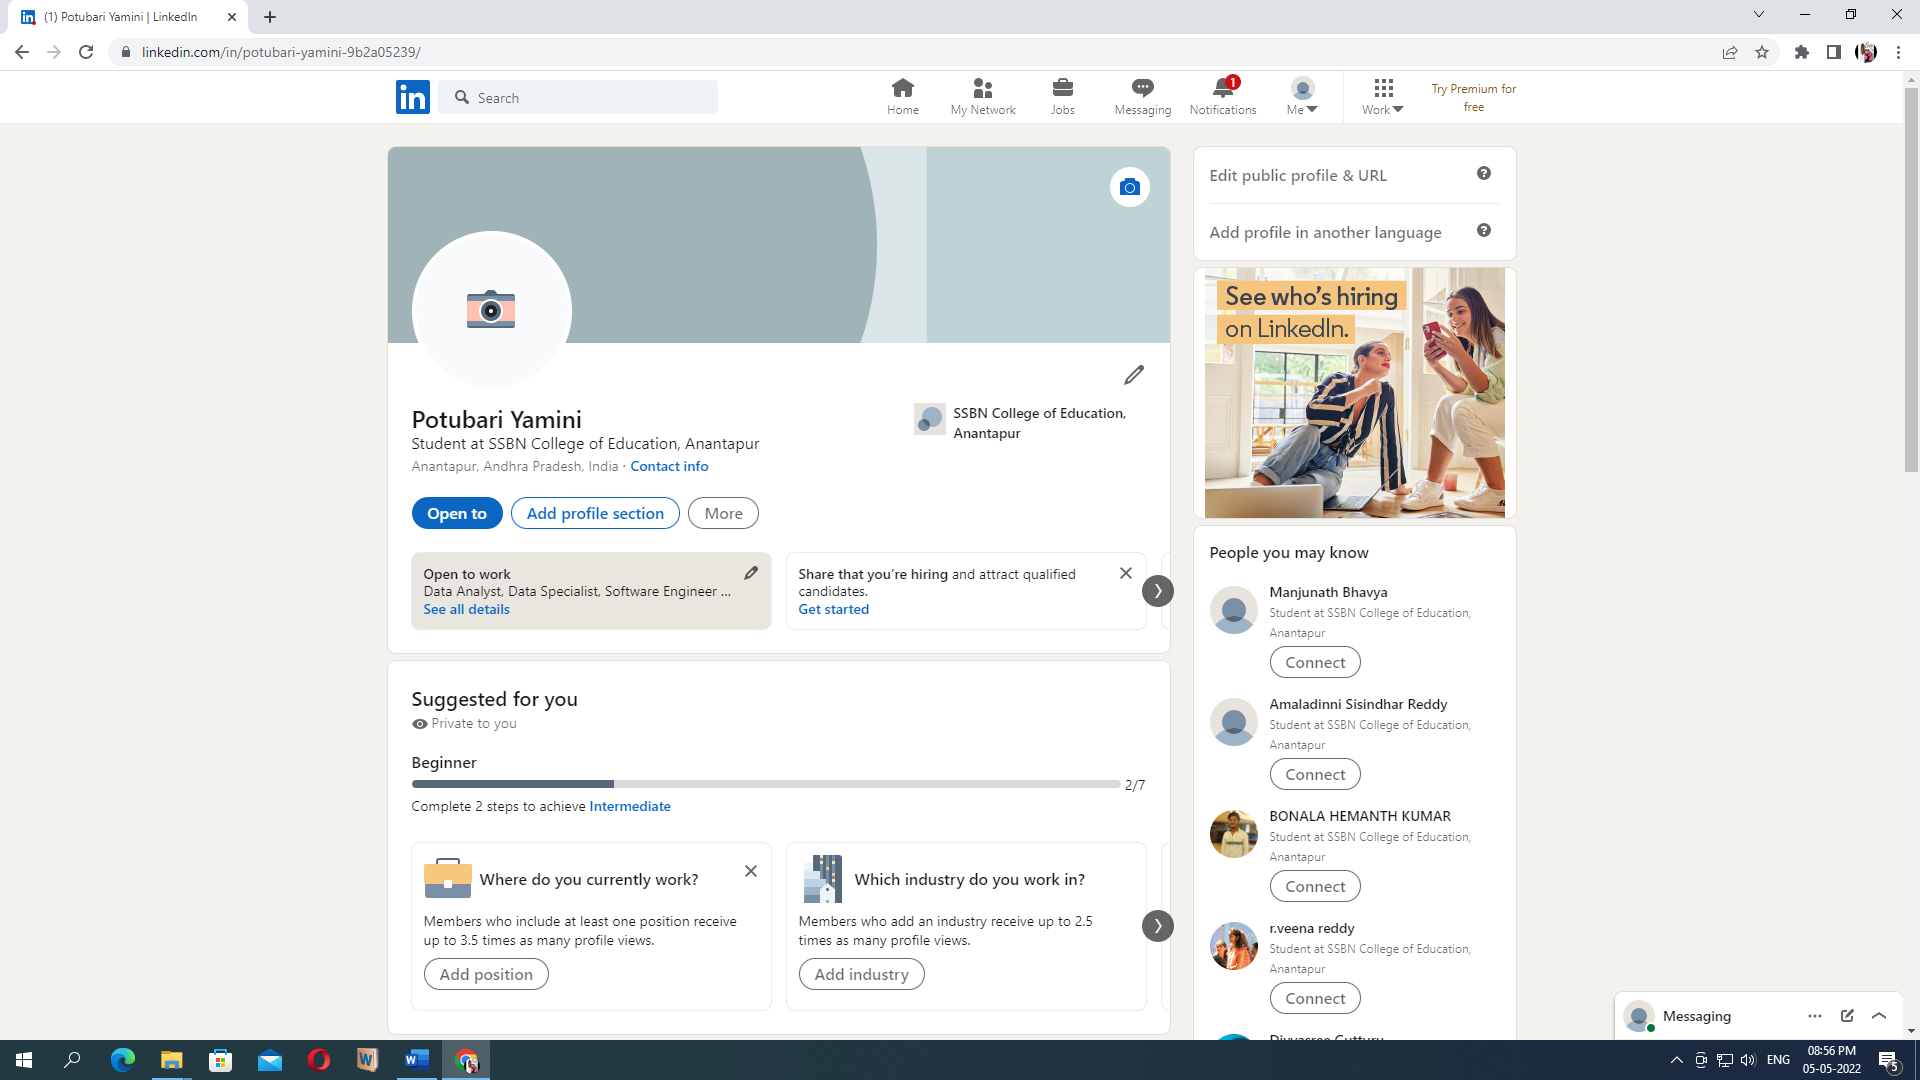 (1) Potubari Yamini | LinkedIn
linkedin.com/in/potubari-yamini-9b2a05239/
in
Search
Home
My Network
Jobs
Messaging
1
Notifications
Me
Work
Try Premium for
free
Potubari Yamini
Student at SSBN College of Education, Anantapur
Anantapur, Andhra Pradesh, India · Contact info
SSBN College of Education,
Anantapur
Open to
Add profile section
More
Open to work
Data Analyst, Data Specialist, Software Engineer ...
See all details
Share that you're hiring and attract qualified
candidates.
Get started
Suggested for you
Private to you
Beginner
2/7
Complete 2 steps to achieve Intermediate
Where do you currently work?
Members who include at least one position receive
up to 3.5 times as many profile views.
Add position
Which industry do you work in?
Members who add an industry receive up to 2.5
times as many profile views.
Add industry
Edit public profile & URL
Add profile in another language
See who's hiring
on LinkedIn.
People you may know
Manjunath Bhavya
Student at SSBN College of Education,
Anantapur
Connect
Amaladinni Sisindhar Reddy
Student at SSBN College of Education,
Anantapur
Connect
BONALA HEMANTH KUMAR
Student at SSBN College of Education,
Anantapur
Connect
r.veena reddy
Student at SSBN College of Education,
Anantapur
Connect
Messaging
ENG
08:56 PM
05-05-2022
5